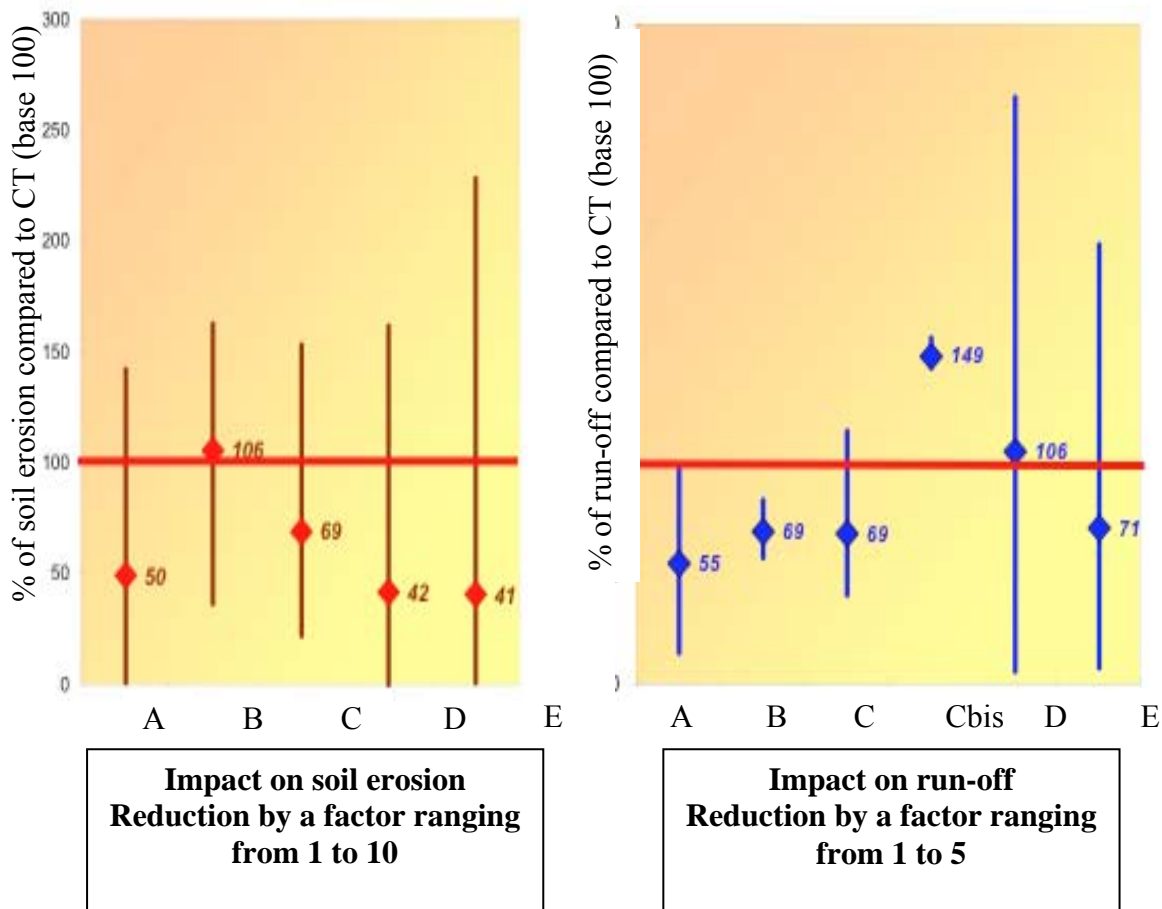 % of soil erosion compared to CT (base 100)
300
250
200
150
100
50
0
50
106
69
42
41
A B C D E
Impact on soil erosion
Reduction by a factor ranging
from 1 to 10
% of run-off compared to CT (base 100)
55
69
69
149
106
71
A B C Cbis D E
Impact on run-off
Reduction by a factor ranging
from 1 to 5